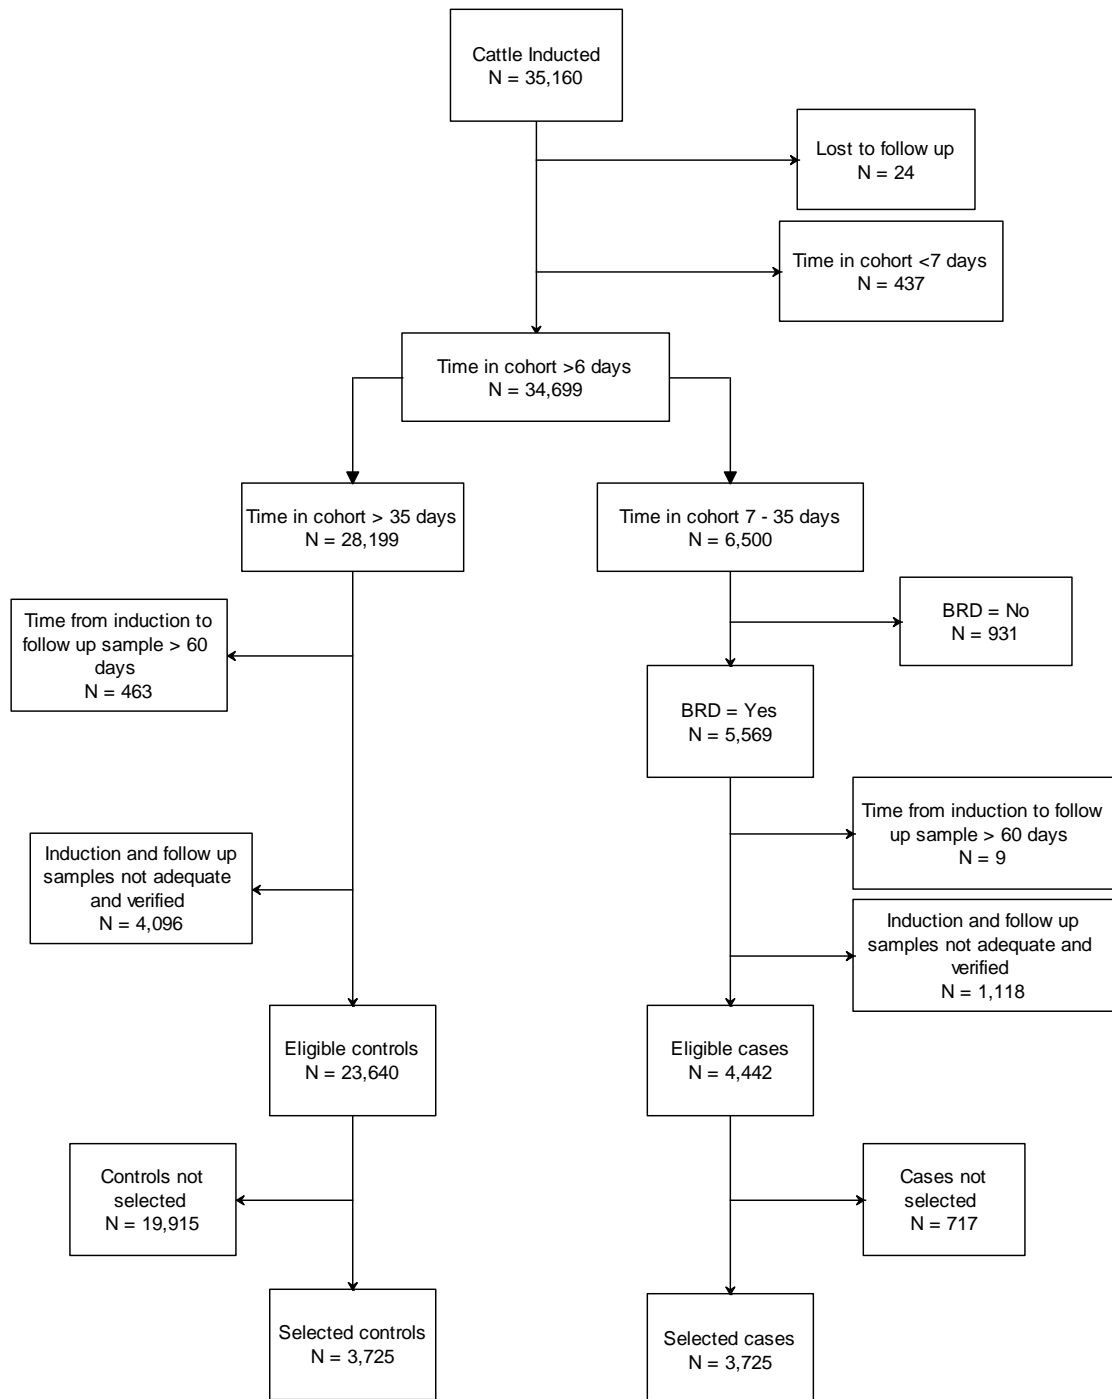 Cattle Inducted
N = 35,160
Lost to follow up
N = 24
Time in cohort <7 days
N = 437
Time in cohort >6 days
N = 34,699
Time in cohort > 35 days
N = 28,199
Time in cohort 7 - 35 days
N = 6,500
BRD = No
N = 931
Time from induction to
follow up sample > 60
days
N = 463
BRD = Yes
N = 5,569
Time from induction to follow
up sample > 60 days
N = 9
Induction and follow up
samples not adequate
and verified
N = 4,096
Induction and follow up
samples not adequate and
verified
N = 1,118
Eligible controls
N = 23,640
Eligible cases
N = 4,442
Controls not
selected
N = 19,915
Cases not
selected
N = 717
Selected controls
N = 3,725
Selected cases
N = 3,725